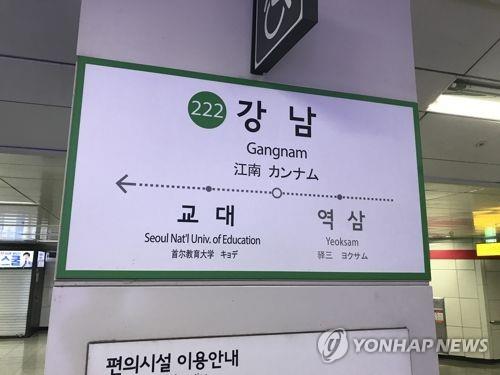 222 강남
Gangnam
江南 カンナム
교대
Seoul Nat'l Univ. of Education
首尔教育大学 キョデ
역삼
Yeoksam
驿三 ヨクサム
편의시설 이용안내
YONHAP NEWS